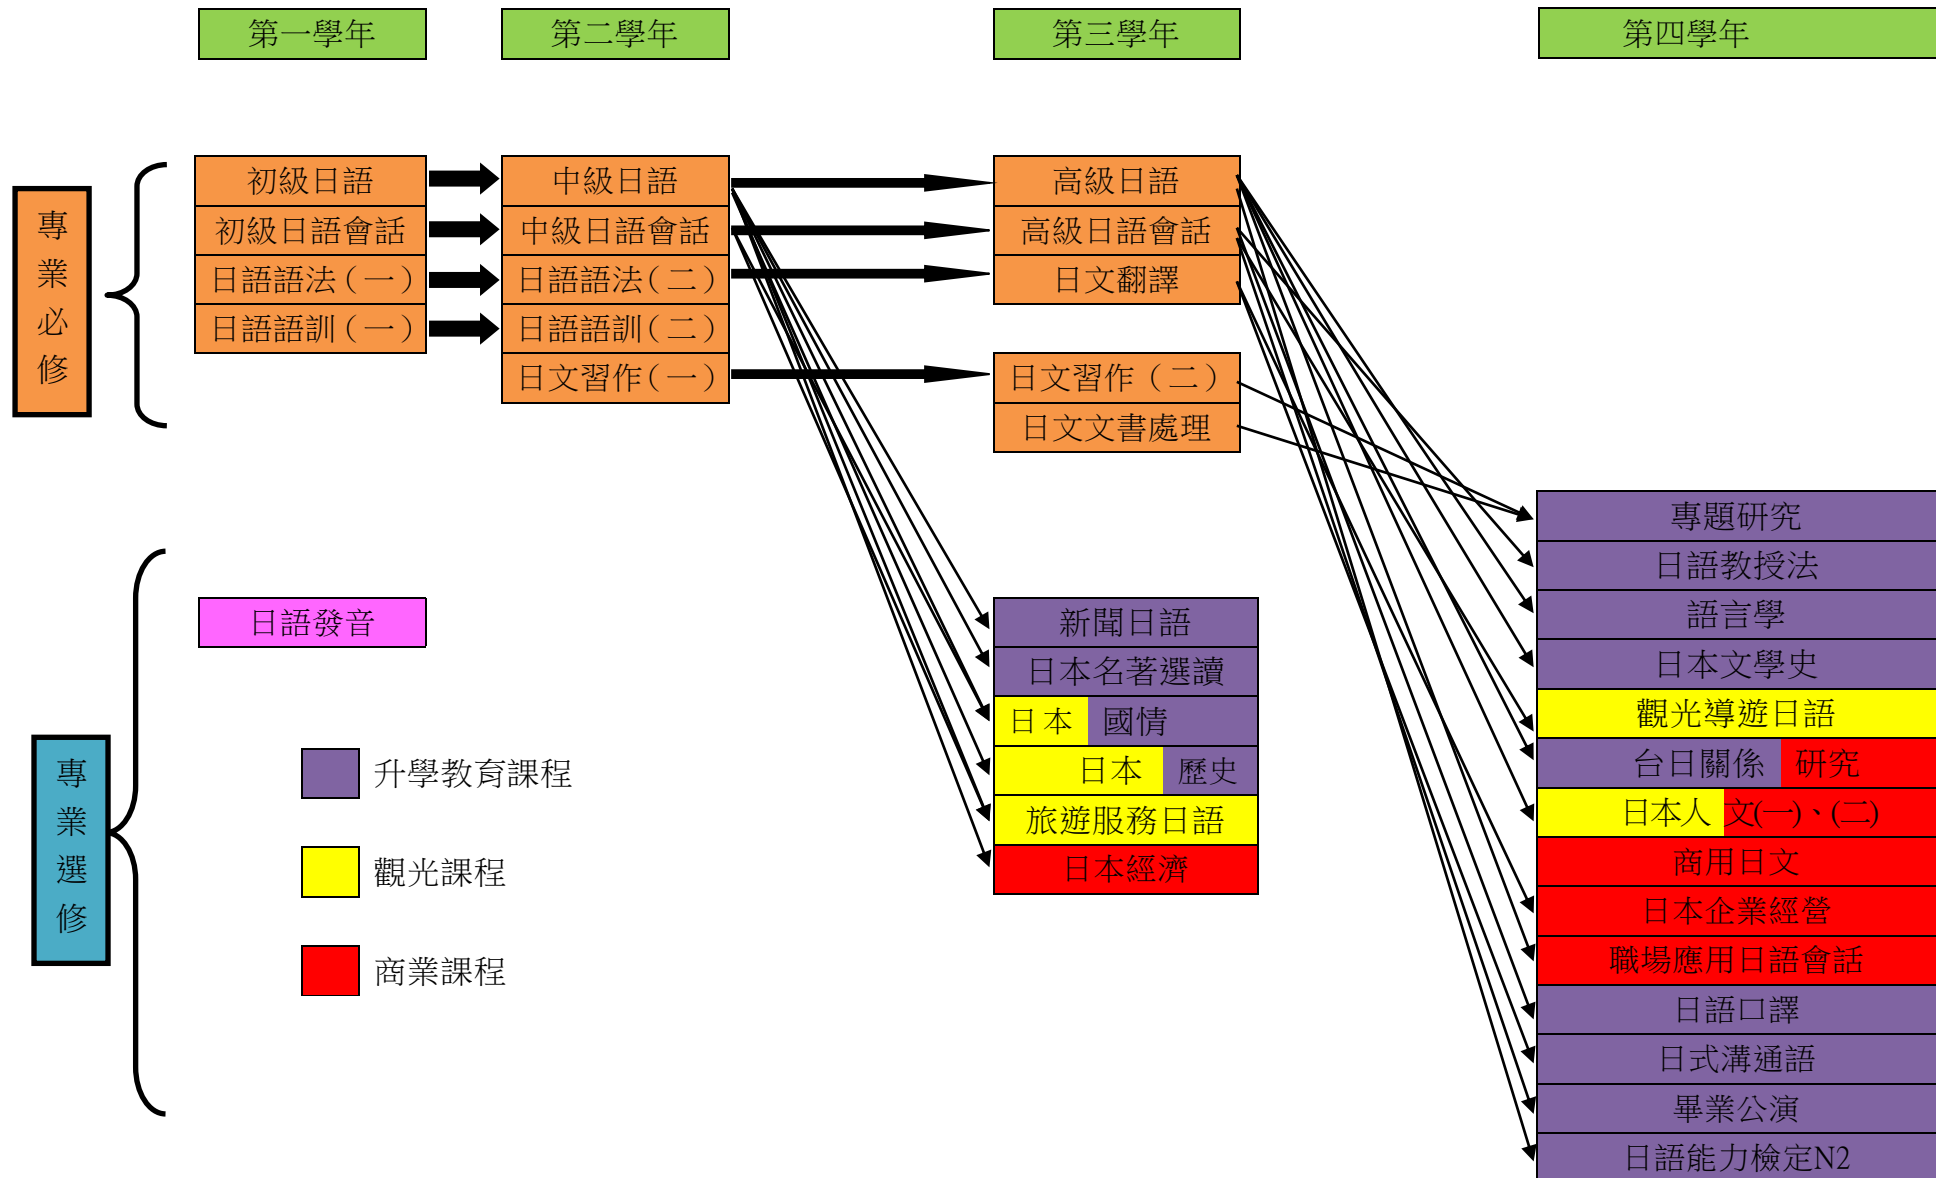 第一學年
第二學年
第三學年
第四學年
專業必修
初級日語
初級日語會話
日語語法(一)
日語語訓(一)
中級日語
中級日語會話
日語語法(二)
日語語訓(二)
日文習作(一)
高級日語
高級日語會話
日文翻譯
日文習作(二)
日文文書處理
專業選修
日語發音
升學教育課程
觀光課程
商業課程
新聞日語
日本名著選讀
日本 國情
日本 歷史
旅遊服務日語
日本經濟
專題研究
日語教授法
語言學
日本文學史
觀光導遊日語
台日關係 研究
日本人 文(一)、(二)
商用日文
日本企業經營
職場應用日語會話
日語口譯
日式溝通語
畢業公演
日語能力檢定N2